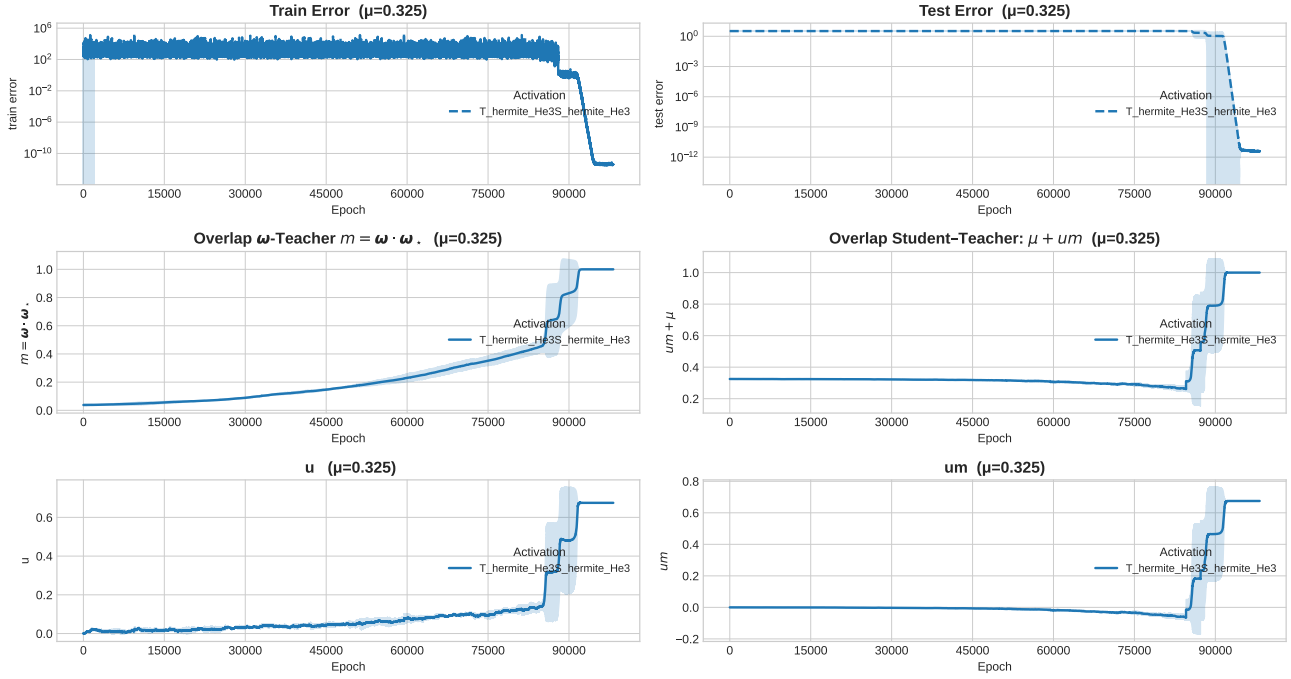 Train Error (μ=0.325)
train error
10⁶
10²
10⁻²
10⁻⁶
10⁻¹⁰
Activation
T_hermite_He3S_hermite_He3
0 15000 30000 45000 60000 75000 90000
Epoch
Test Error (μ=0.325)
test error
10⁰
10⁻³
10⁻⁶
10⁻⁹
10⁻¹²
Activation
T_hermite_He3S_hermite_He3
0 15000 30000 45000 60000 75000 90000
Epoch
Overlap ω-Teacher m = ω · ω⋆ (μ=0.325)
m = ω · ω⋆
1.0
0.8
0.6
0.4
0.2
0.0
Activation
T_hermite_He3S_hermite_He3
0 15000 30000 45000 60000 75000 90000
Epoch
Overlap Student–Teacher: μ + um (μ=0.325)
um + μ
1.0
0.8
0.6
0.4
0.2
Activation
T_hermite_He3S_hermite_He3
0 15000 30000 45000 60000 75000 90000
Epoch
u (μ=0.325)
u
0.6
0.4
0.2
0.0
Activation
T_hermite_He3S_hermite_He3
0 15000 30000 45000 60000 75000 90000
Epoch
um (μ=0.325)
um
0.8
0.6
0.4
0.2
0.0
−0.2
Activation
T_hermite_He3S_hermite_He3
0 15000 30000 45000 60000 75000 90000
Epoch